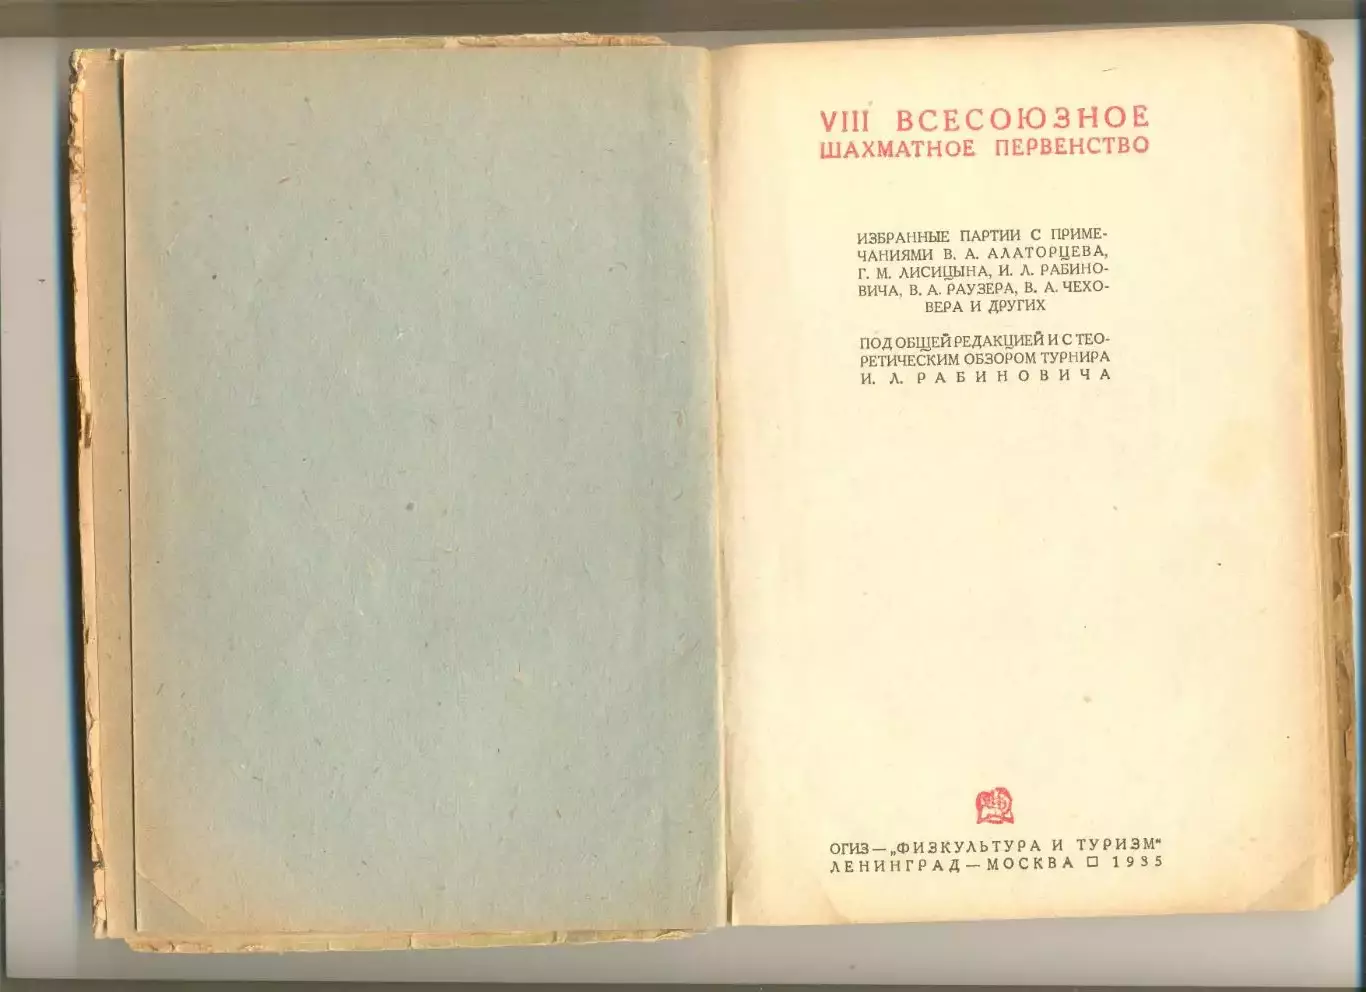 VIII ВСЕСОЮЗНОЕ
ШАХМАТНОЕ ПЕРВЕНСТВО
ИЗБРАННЫЕ ПАРТИИ С ПРИМЕ-
ЧАНИЯМИ В. А. АЛАТОРЦЕВА,
Г. М. ЛИСИЦЫНА, И. Л. РАБИНО-
ВИЧА, В. А. РАУЗЕРА, В. А. ЧЕХО-
ВЕРА И ДРУГИХ
ПОД ОБЩЕЙ РЕДАКЦИЕЙ И С ТЕО-
РЕТИЧЕСКИМ ОБЗОРОМ ТУРНИРА
И. Л. РАБИНОВИЧА
ОГИЗ — „ФИЗКУЛЬТУРА И ТУРИЗМ“
ЛЕНИНГРАД — МОСКВА □ 1935